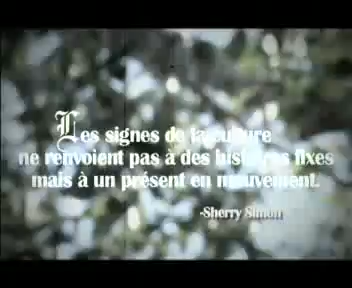 Les signes de la culture
ne renvoient pas à des histoires fixes
mais à un présent en mouvement.
-Sherry Simon